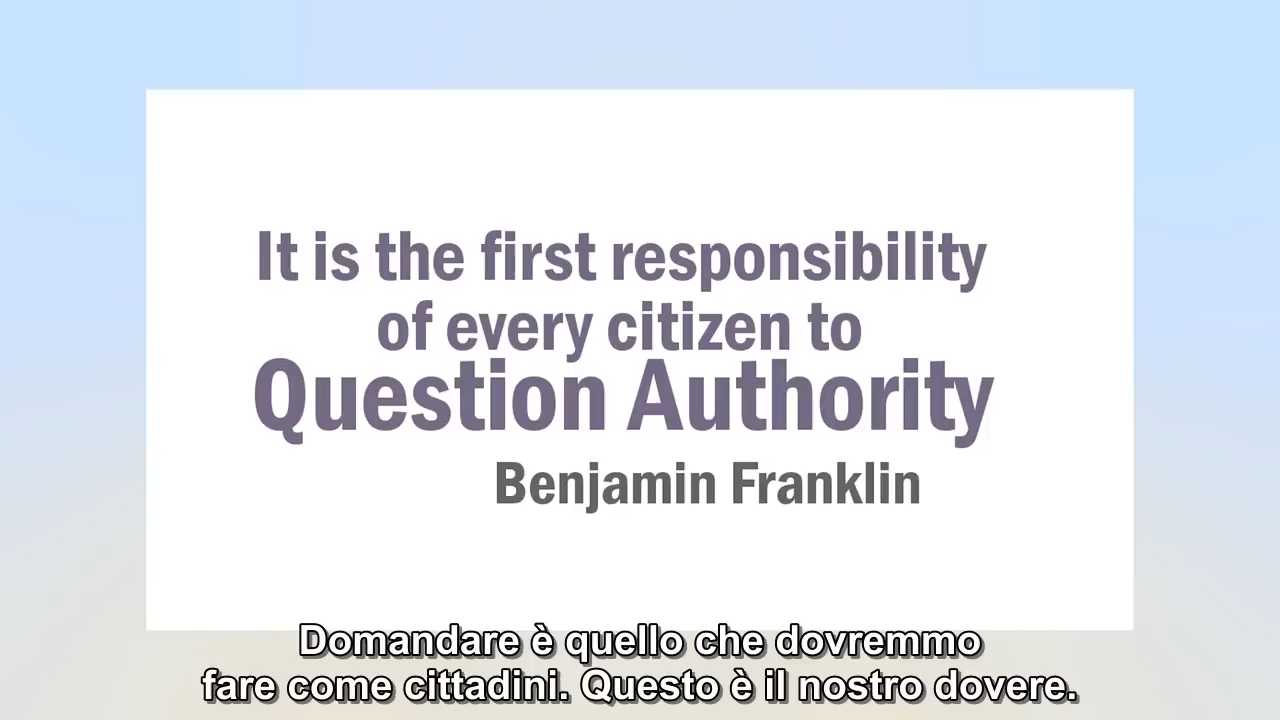 It is the first responsibility
of every citizen to
Question Authority
Benjamin Franklin
Domandare è quello che dovremmo
fare come cittadini. Questo è il nostro dovere.